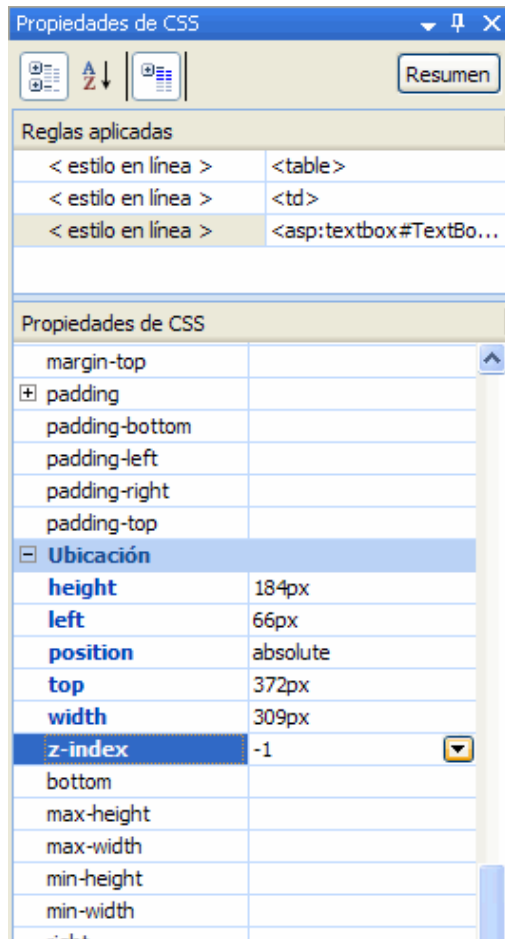 Propiedades de CSS
Resumen
Reglas aplicadas
< estilo en línea > <table>
< estilo en línea > <td>
< estilo en línea > <asp:textbox#TextBo...
Propiedades de CSS
margin-top
padding
padding-bottom
padding-left
padding-right
padding-top
Ubicación
height 184px
left 66px
position absolute
top 372px
width 309px
z-index -1
bottom
max-height
max-width
min-height
min-width